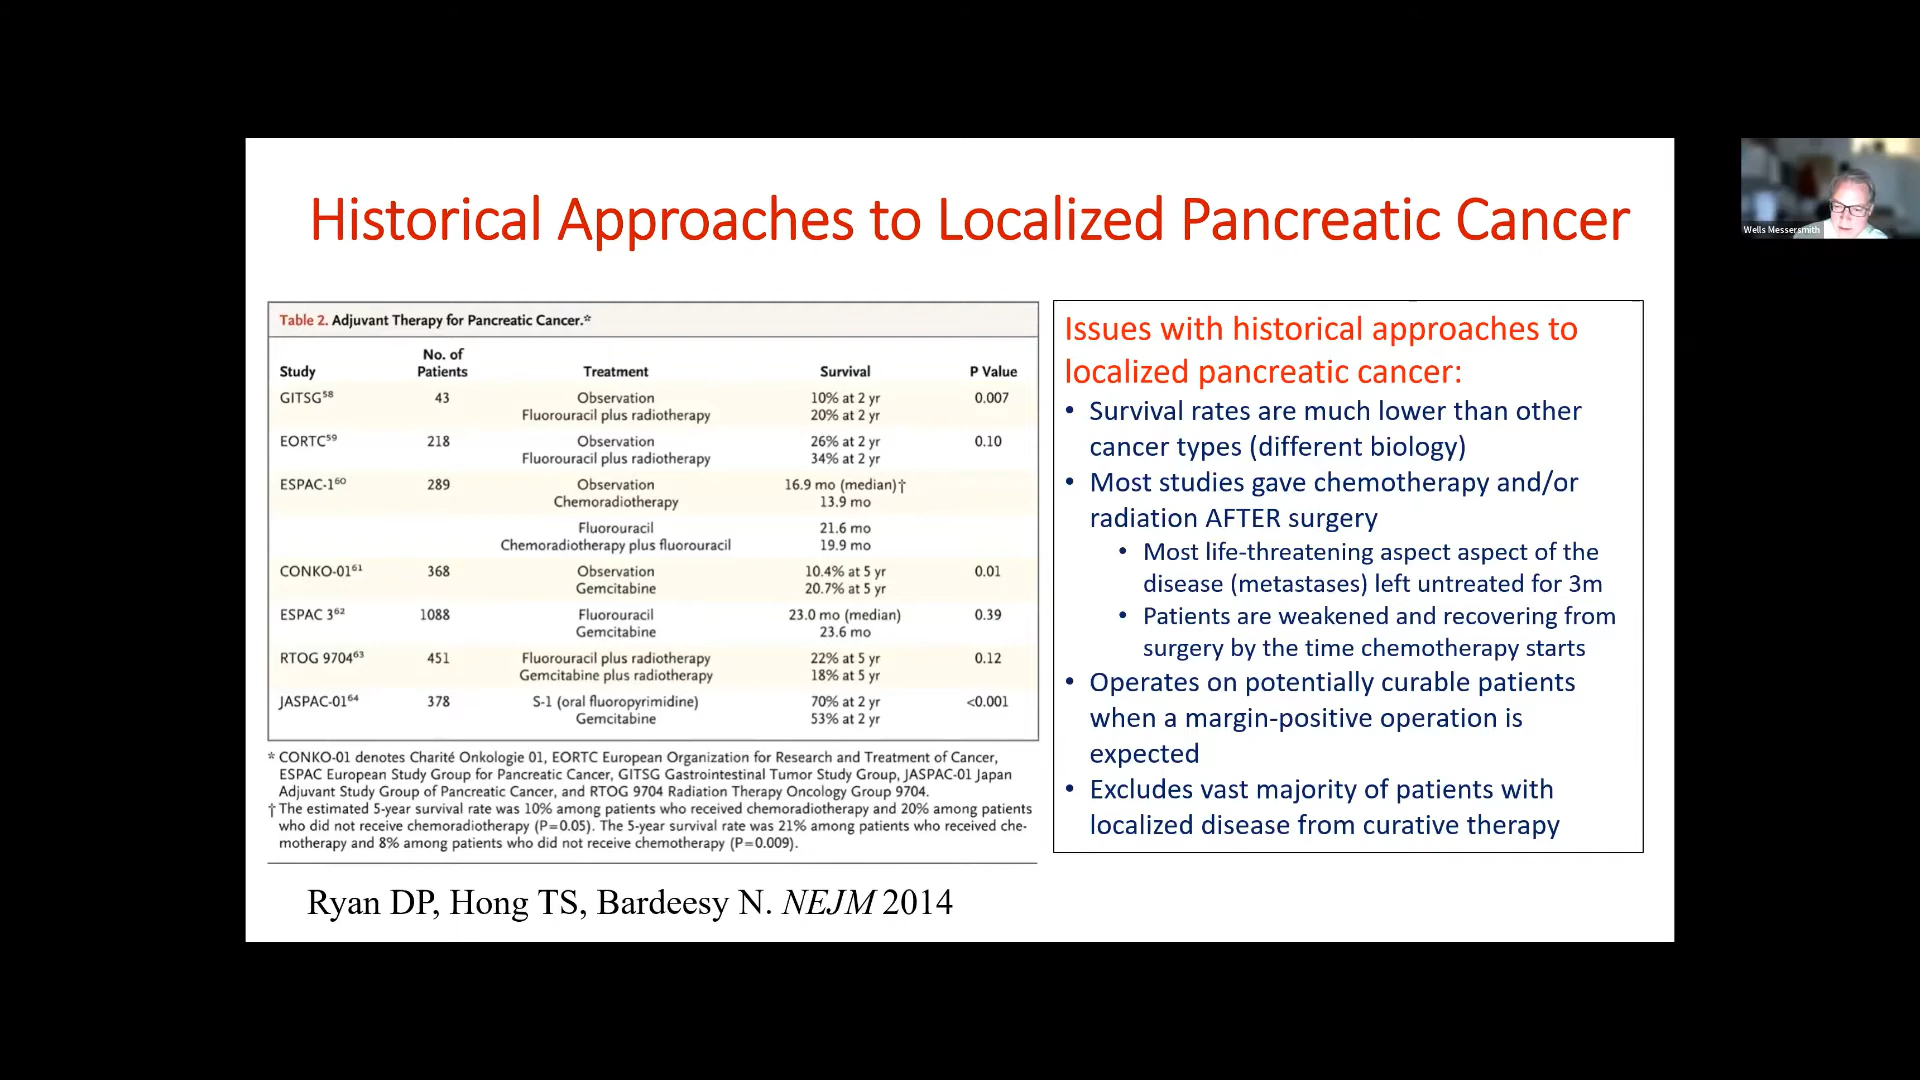 Historical Approaches to Localized Pancreatic Cancer
Wells Messersmith
Table 2. Adjuvant Therapy for Pancreatic Cancer.*
Study No. of Patients Treatment Survival P Value
GITSG58 43 Observation 10% at 2 yr 0.007
Fluorouracil plus radiotherapy 20% at 2 yr
EORTC59 218 Observation 26% at 2 yr 0.10
Fluorouracil plus radiotherapy 34% at 2 yr
ESPAC-160 289 Observation 16.9 mo (median)†
Chemoradiotherapy 13.9 mo
Fluorouracil 21.6 mo
Chemoradiotherapy plus fluorouracil 19.9 mo
CONKO-0161 368 Observation 10.4% at 5 yr 0.01
Gemcitabine 20.7% at 5 yr
ESPAC 362 1088 Fluorouracil 23.0 mo (median) 0.39
Gemcitabine 23.6 mo
RTOG 970463 451 Fluorouracil plus radiotherapy 22% at 5 yr 0.12
Gemcitabine plus radiotherapy 18% at 5 yr
JASPAC-0164 378 S-1 (oral fluoropyrimidine) 70% at 2 yr <0.001
Gemcitabine 53% at 2 yr
* CONKO-01 denotes Charité Onkologie 01, EORTC European Organization for Research and Treatment of Cancer,
ESPAC European Study Group for Pancreatic Cancer, GITSG Gastrointestinal Tumor Study Group, JASPAC-01 Japan
Adjuvant Study Group of Pancreatic Cancer, and RTOG 9704 Radiation Therapy Oncology Group 9704.
† The estimated 5-year survival rate was 10% among patients who received chemoradiotherapy and 20% among patients
who did not receive chemoradiotherapy (P=0.05). The 5-year survival rate was 21% among patients who received che-
motherapy and 8% among patients who did not receive chemotherapy (P=0.009).
Ryan DP, Hong TS, Bardeesy N. NEJM 2014
Issues with historical approaches to
localized pancreatic cancer:
• Survival rates are much lower than other
cancer types (different biology)
• Most studies gave chemotherapy and/or
radiation AFTER surgery
• Most life-threatening aspect aspect of the
disease (metastases) left untreated for 3m
• Patients are weakened and recovering from
surgery by the time chemotherapy starts
• Operates on potentially curable patients
when a margin-positive operation is
expected
• Excludes vast majority of patients with
localized disease from curative therapy